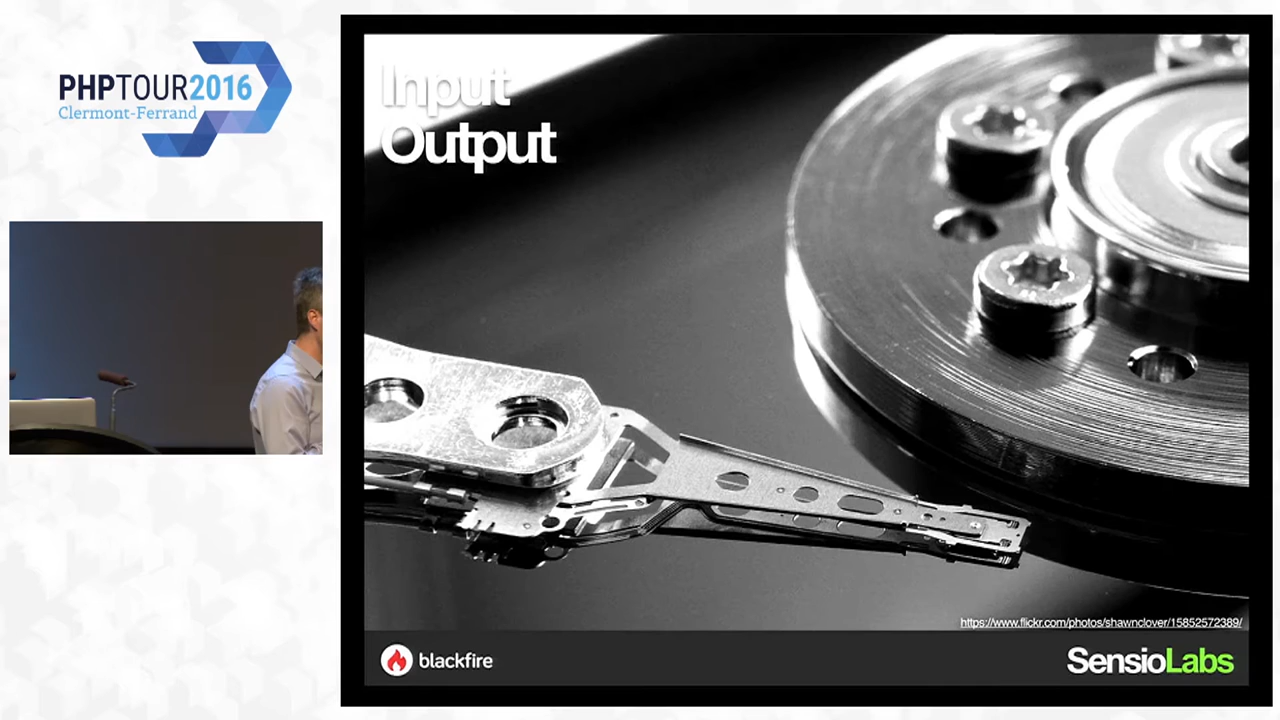 PHPTOUR2016
Clermont-Ferrand
Input
Output
https://www.flickr.com/photos/shawnclover/15852572389/
blackfire
SensioLabs